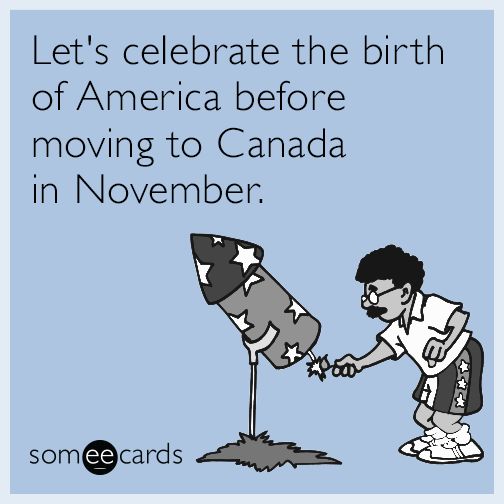 Let's celebrate the birth
of America before
moving to Canada
in November.
someecards